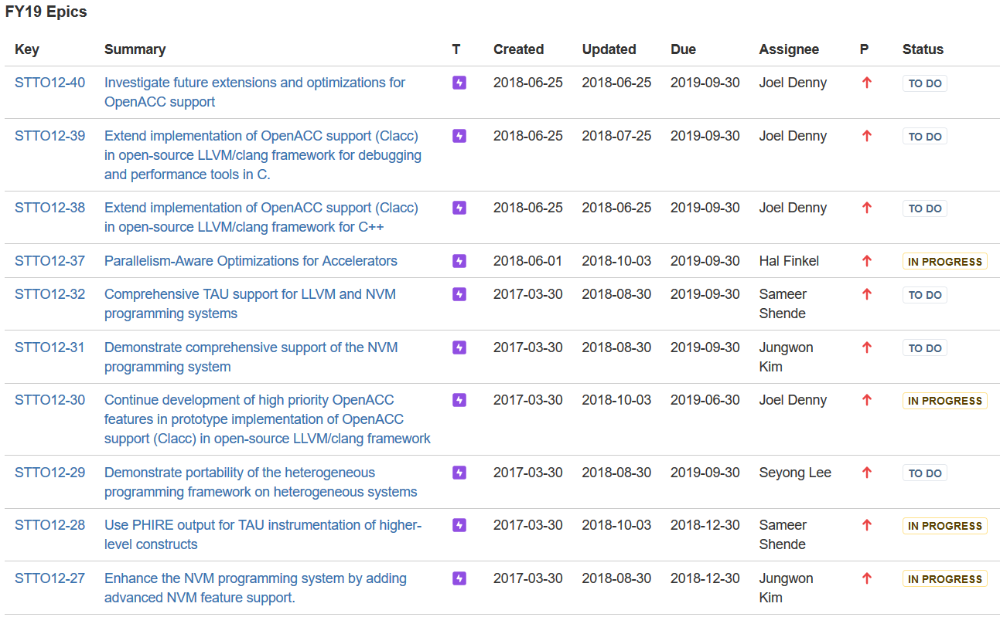 FY19 Epics
Key Summary T Created Updated Due Assignee P Status
STTO12-40 Investigate future extensions and optimizations for 2018-06-25 2018-06-25 2019-09-30 Joel Denny TO DO
OpenACC support
STTO12-39 Extend implementation of OpenACC support (Clacc) 2018-06-25 2018-07-25 2019-09-30 Joel Denny TO DO
in open-source LLVM/clang framework for debugging
and performance tools in C.
STTO12-38 Extend implementation of OpenACC support (Clacc) 2018-06-25 2018-06-25 2019-09-30 Joel Denny TO DO
in open-source LLVM/clang framework for C++
STTO12-37 Parallelism-Aware Optimizations for Accelerators 2018-06-01 2018-10-03 2019-09-30 Hal Finkel IN PROGRESS
STTO12-32 Comprehensive TAU support for LLVM and NVM 2017-03-30 2018-08-30 2019-09-30 Sameer TO DO
programming systems Shende
STTO12-31 Demonstrate comprehensive support of the NVM 2017-03-30 2018-08-30 2019-09-30 Jungwon TO DO
programming system Kim
STTO12-30 Continue development of high priority OpenACC 2017-03-30 2018-10-03 2019-06-30 Joel Denny IN PROGRESS
features in prototype implementation of OpenACC
support (Clacc) in open-source LLVM/clang framework
STTO12-29 Demonstrate portability of the heterogeneous 2017-03-30 2018-08-30 2019-09-30 Seyong Lee TO DO
programming framework on heterogeneous systems
STTO12-28 Use PHIRE output for TAU instrumentation of higher- 2017-03-30 2018-10-03 2018-12-30 Sameer IN PROGRESS
level constructs Shende
STTO12-27 Enhance the NVM programming system by adding 2017-03-30 2018-08-30 2018-12-30 Jungwon IN PROGRESS
advanced NVM feature support. Kim